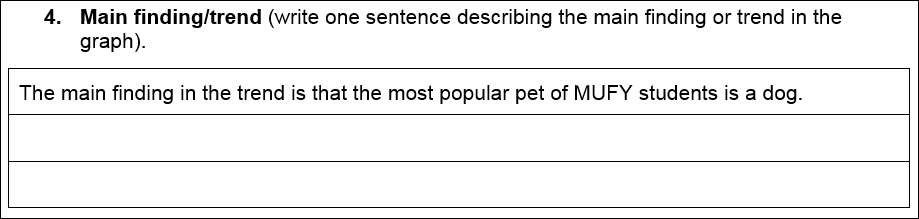 4. Main finding/trend (write one sentence describing the main finding or trend in the
graph).
The main finding in the trend is that the most popular pet of MUFY students is a dog.